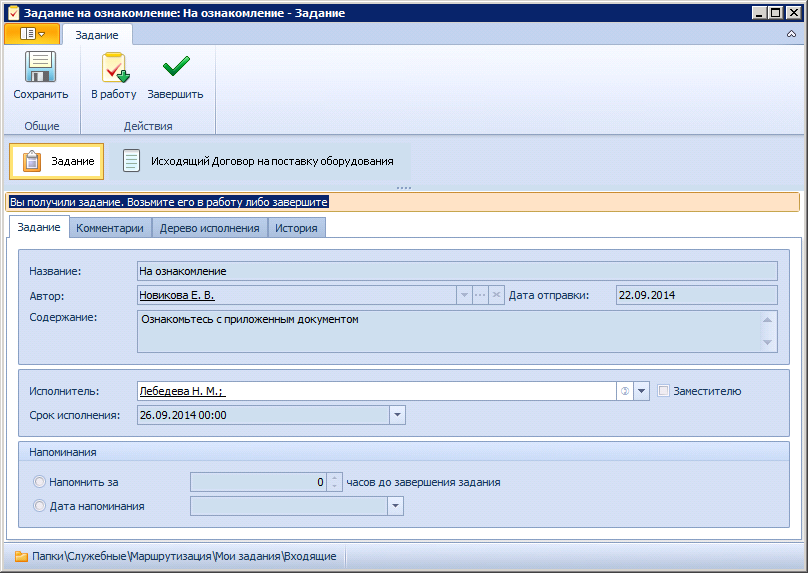 Задание на ознакомление: На ознакомление - Задание
Задание
Сохранить
В работу
Завершить
Общие
Действия
Задание
Исходящий Договор на поставку оборудования
Вы получили задание. Возьмите его в работу либо завершите
Задание
Комментарии
Дерево исполнения
История
Название: На ознакомление
Автор: Новикова Е. В. Дата отправки: 22.09.2014
Содержание: Ознакомьтесь с приложенным документом
Исполнитель: Лебедева Н. М.; Заместителю
Срок исполнения: 26.09.2014 00:00
Напоминания
Напомнить за 0 часов до завершения задания
Дата напоминания
Папки\Служебные\Маршрутизация\Мои задания\Входящие